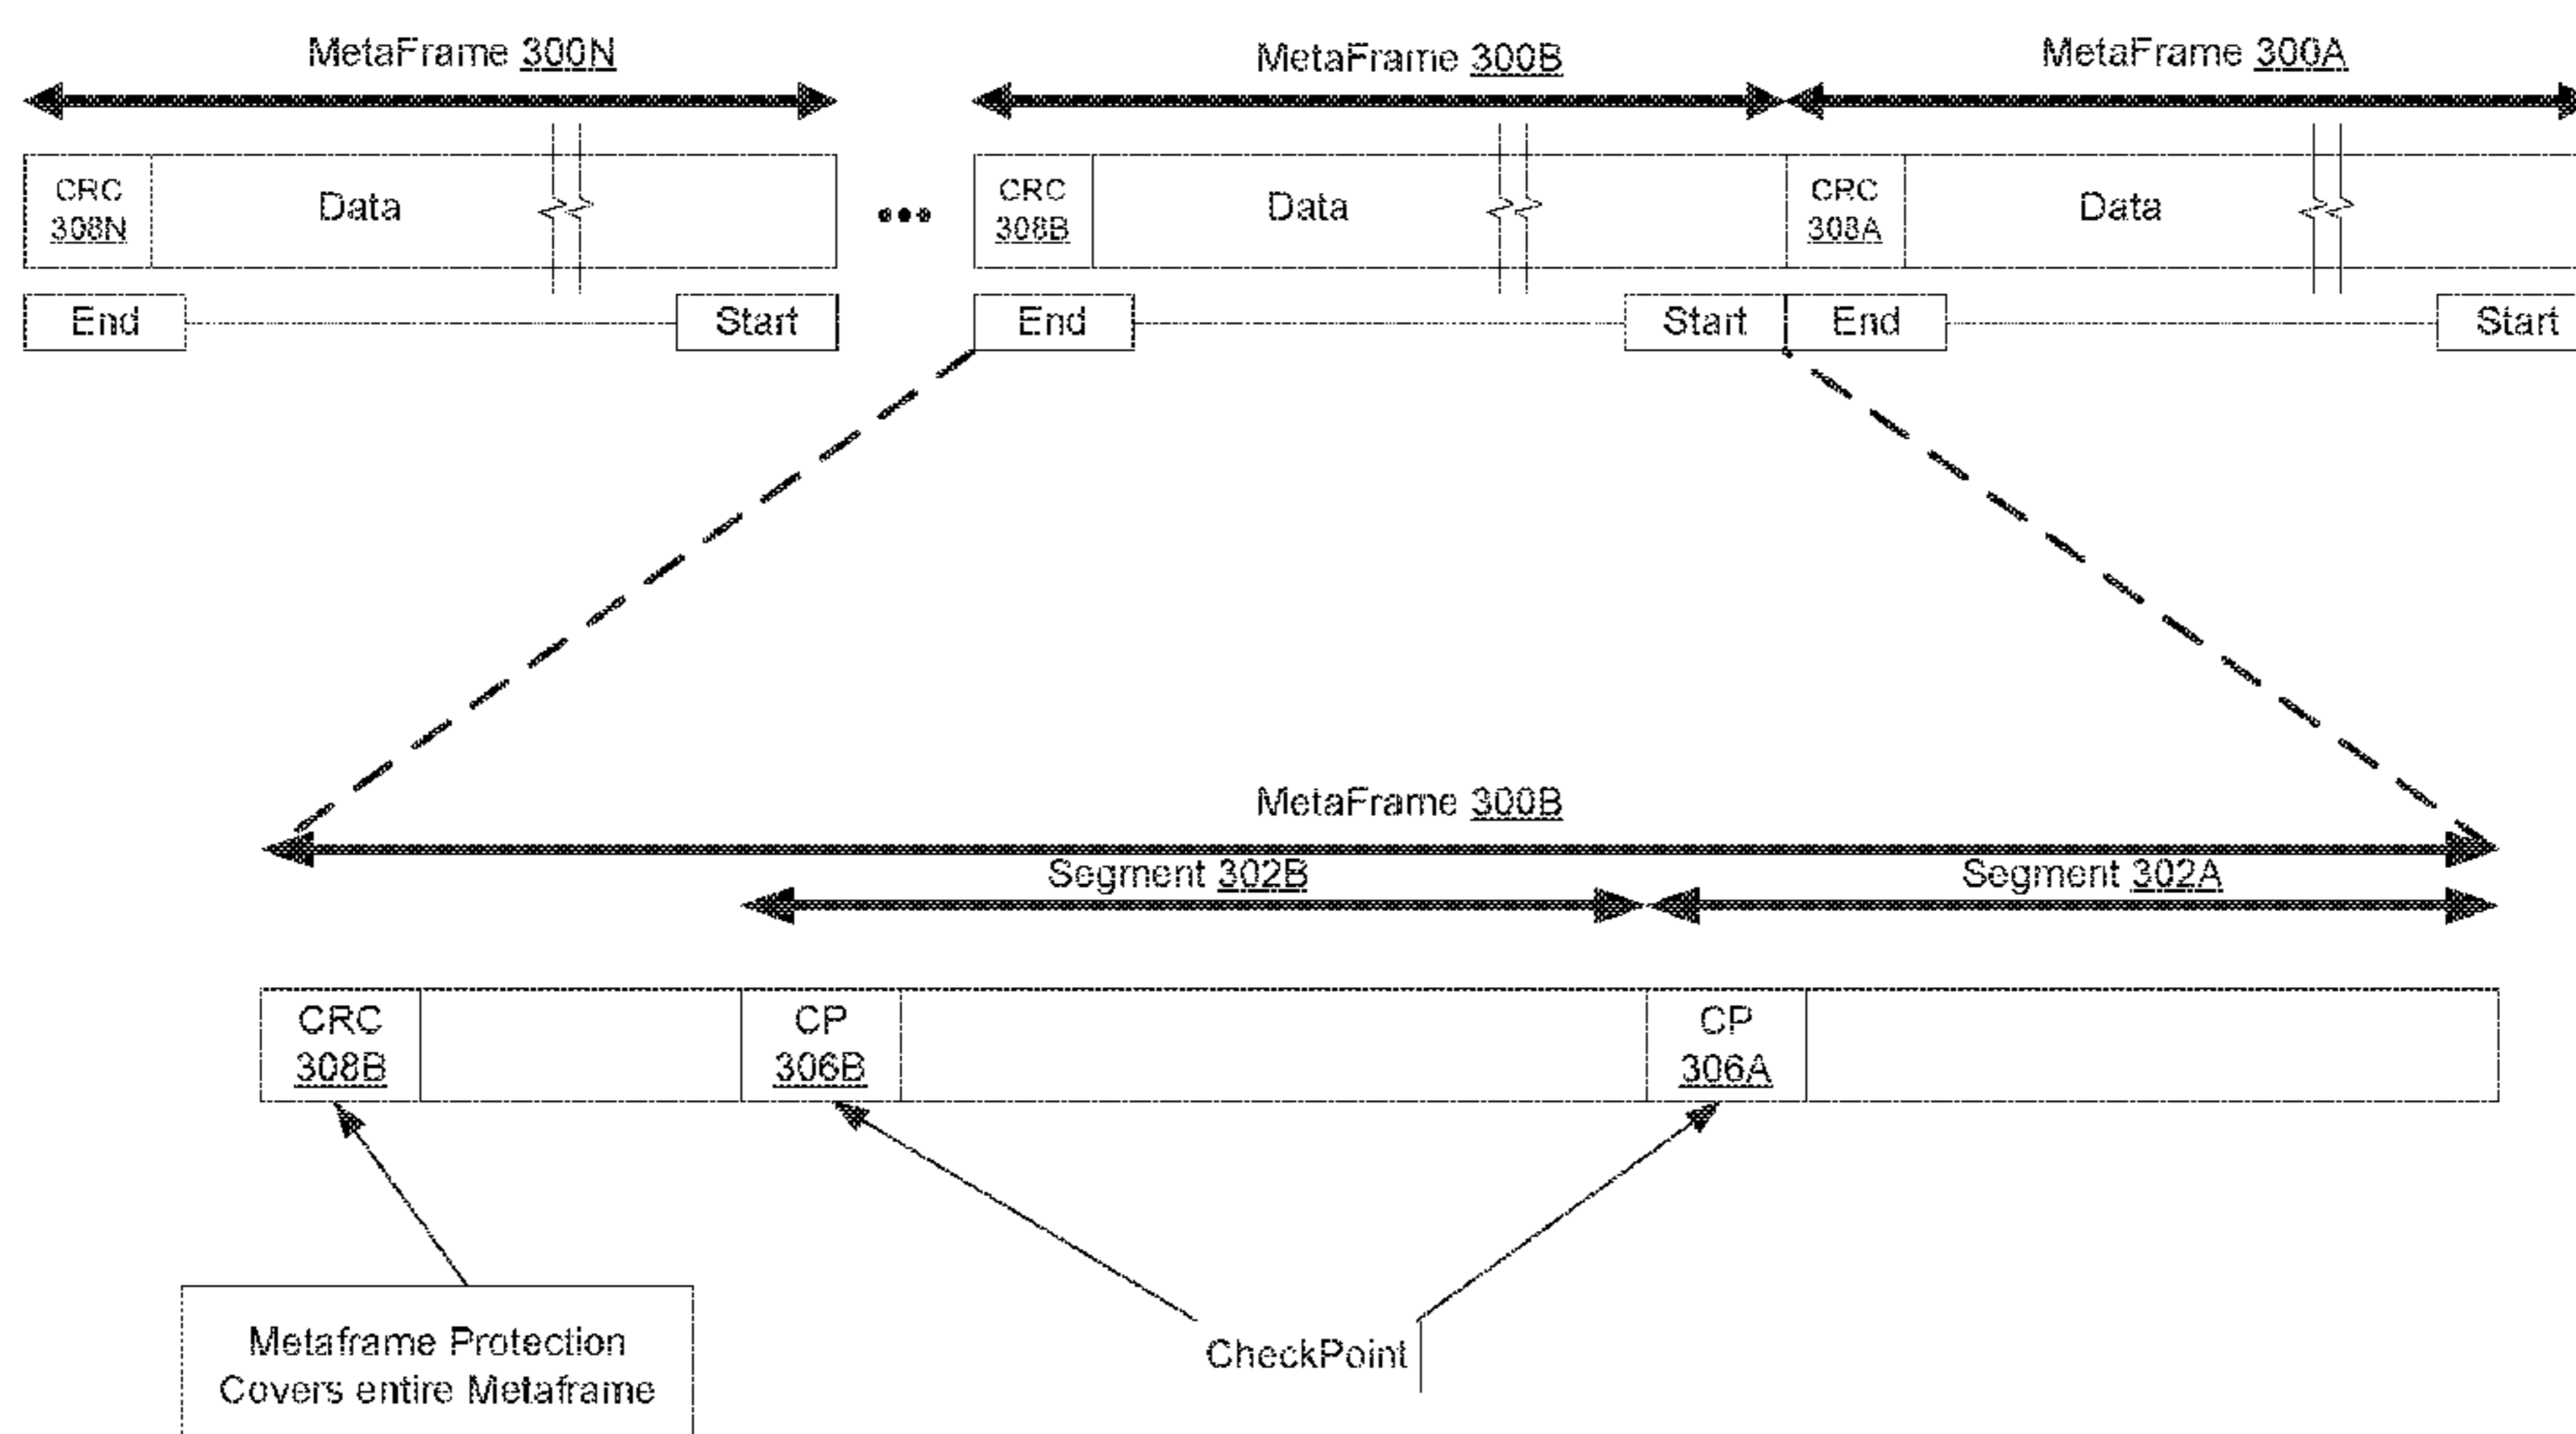 MetaFrame 300N
MetaFrame 300B
MetaFrame 300A
CRC
308N
Data
•••
CRC
308B
Data
CRC
308A
Data
End
Start
End
Start
End
Start
MetaFrame 300B
Segment 302B
Segment 302A
CRC
308B
CP
306B
CP
306A
Metaframe Protection
Covers entire Metaframe
CheckPoint